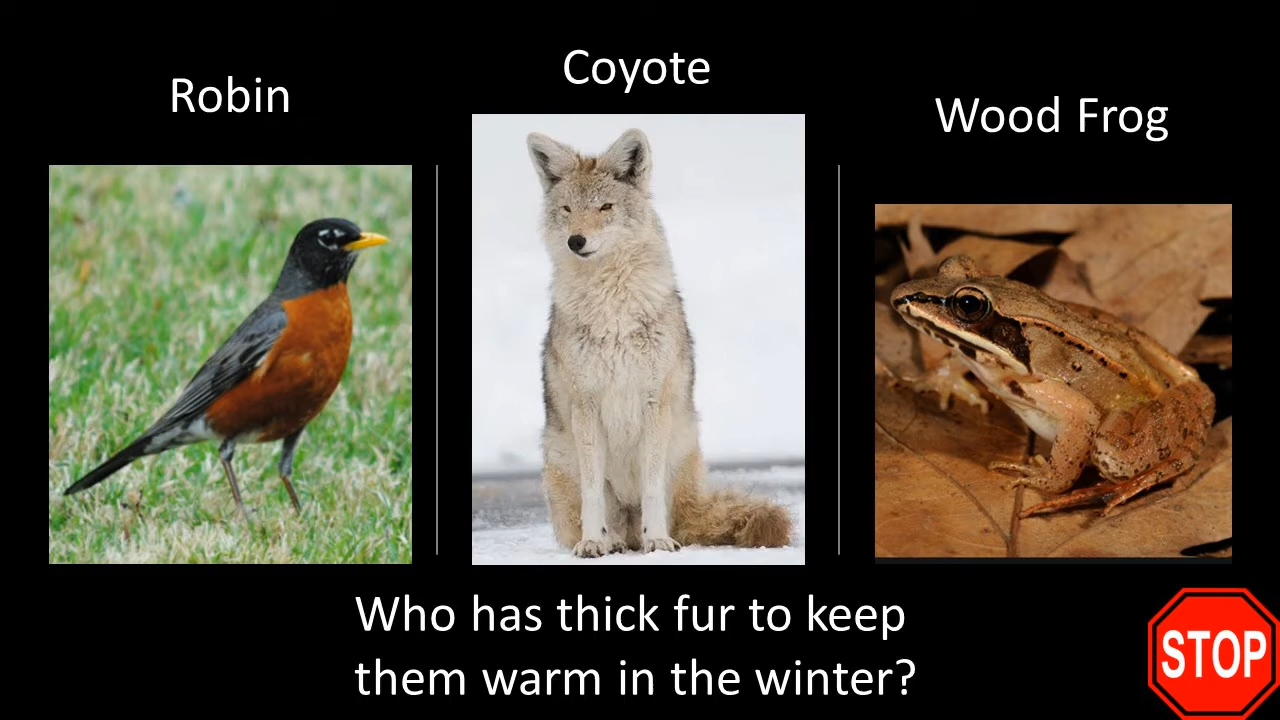 Robin
Coyote
Wood Frog
Who has thick fur to keep
them warm in the winter?
STOP